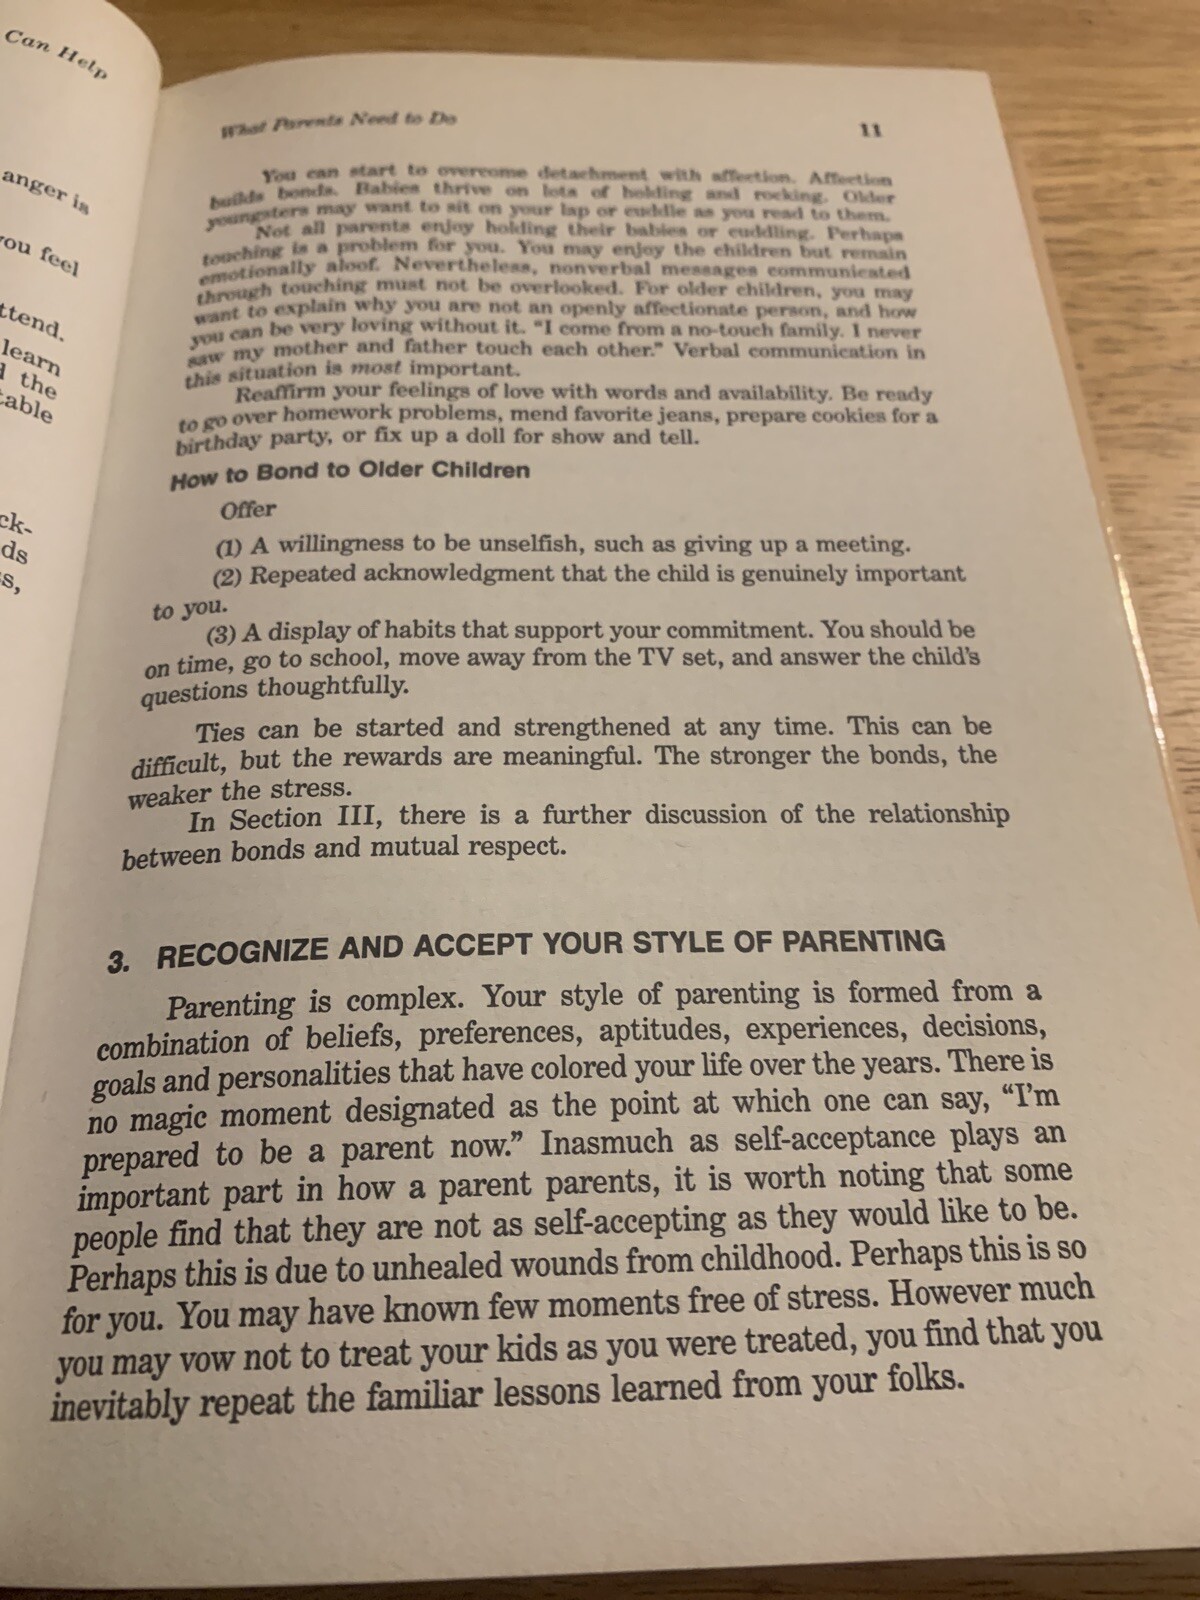 Can Help
anger is
you feel
ttend.
learn
d the
table
ck-
ds
s,
What Parents Need to Do
11
You can start to overcome detachment with affection. Affection
builds bonds. Babies thrive on lots of holding and rocking. Older
youngsters may want to sit on your lap or cuddle as you read to them.
Not all parents enjoy holding their babies or cuddling. Perhaps
touching is a problem for you. You may enjoy the children but remain
emotionally aloof. Nevertheless, nonverbal messages communicated
through touching must not be overlooked. For older children, you may
want to explain why you are not an openly affectionate person, and how
you can be very loving without it. “I come from a no-touch family. I never
saw my mother and father touch each other.” Verbal communication in
this situation is most important.
Reaffirm your feelings of love with words and availability. Be ready
to go over homework problems, mend favorite jeans, prepare cookies for a
birthday party, or fix up a doll for show and tell.
How to Bond to Older Children
Offer
(1) A willingness to be unselfish, such as giving up a meeting.
(2) Repeated acknowledgment that the child is genuinely important
to you.
(3) A display of habits that support your commitment. You should be
on time, go to school, move away from the TV set, and answer the child's
questions thoughtfully.
Ties can be started and strengthened at any time. This can be
difficult, but the rewards are meaningful. The stronger the bonds, the
weaker the stress.
In Section III, there is a further discussion of the relationship
between bonds and mutual respect.
3. RECOGNIZE AND ACCEPT YOUR STYLE OF PARENTING
Parenting is complex. Your style of parenting is formed from a
combination of beliefs, preferences, aptitudes, experiences, decisions,
goals and personalities that have colored your life over the years. There is
no magic moment designated as the point at which one can say, “I'm
prepared to be a parent now.” Inasmuch as self-acceptance plays an
important part in how a parent parents, it is worth noting that some
people find that they are not as self-accepting as they would like to be.
Perhaps this is due to unhealed wounds from childhood. Perhaps this is so
for you. You may have known few moments free of stress. However much
you may vow not to treat your kids as you were treated, you find that you
inevitably repeat the familiar lessons learned from your folks.